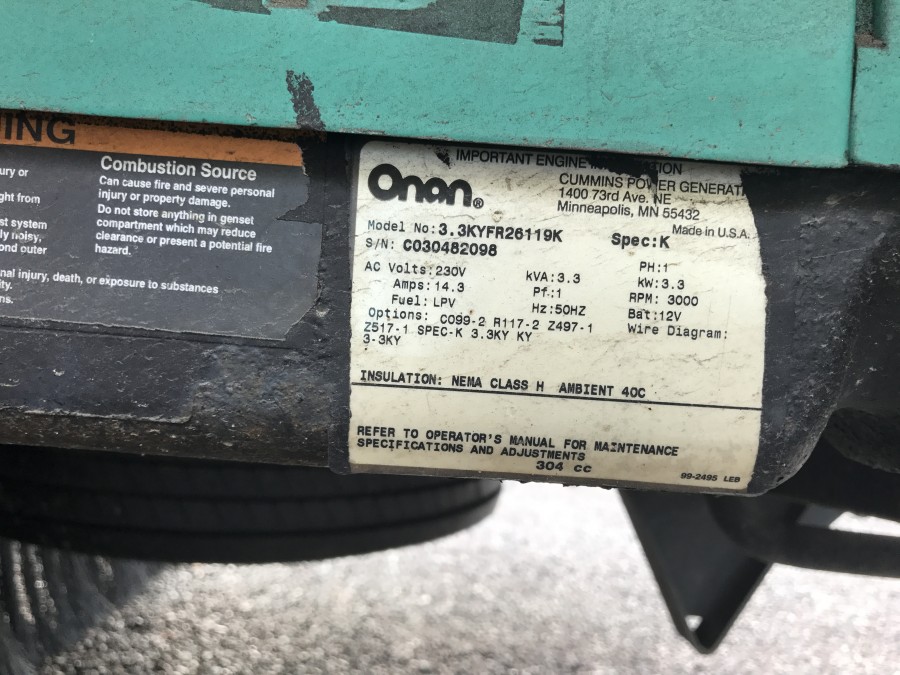 ING
ury or
ght from
st system
ly noisy,
ond outer
Combustion Source
Can cause fire and severe personal
injury or property damage.
Do not store anything in genset
compartment which may reduce
clearance or present a potential fire
hazard.
nal injury, death, or exposure to substances
ity.
ns.
IMPORTANT ENGINE IN TION
Onan®
CUMMINS POWER GENERAT
1400 73rd Ave. NE
Minneapolis, MN 55432
Made in U.S.A.
Model No:3.3KYFR26119K Spec:K
S/N: C030482098
AC Volts:230V kVA:3.3 PH:1
Amps:14.3 Pf:1 kW:3.3
Fuel:LPV Hz:50HZ RPM: 3000
Bat:12V
Options: C099-2 R117-2 Z497-1 Wire Diagram:
Z517-1 SPEC-K 3.3KY KY
3-3KY
INSULATION: NEMA CLASS H AMBIENT 40C
REFER TO OPERATOR'S MANUAL FOR MAINTENANCE
SPECIFICATIONS AND ADJUSTMENTS
304 cc
99-2495 LEB